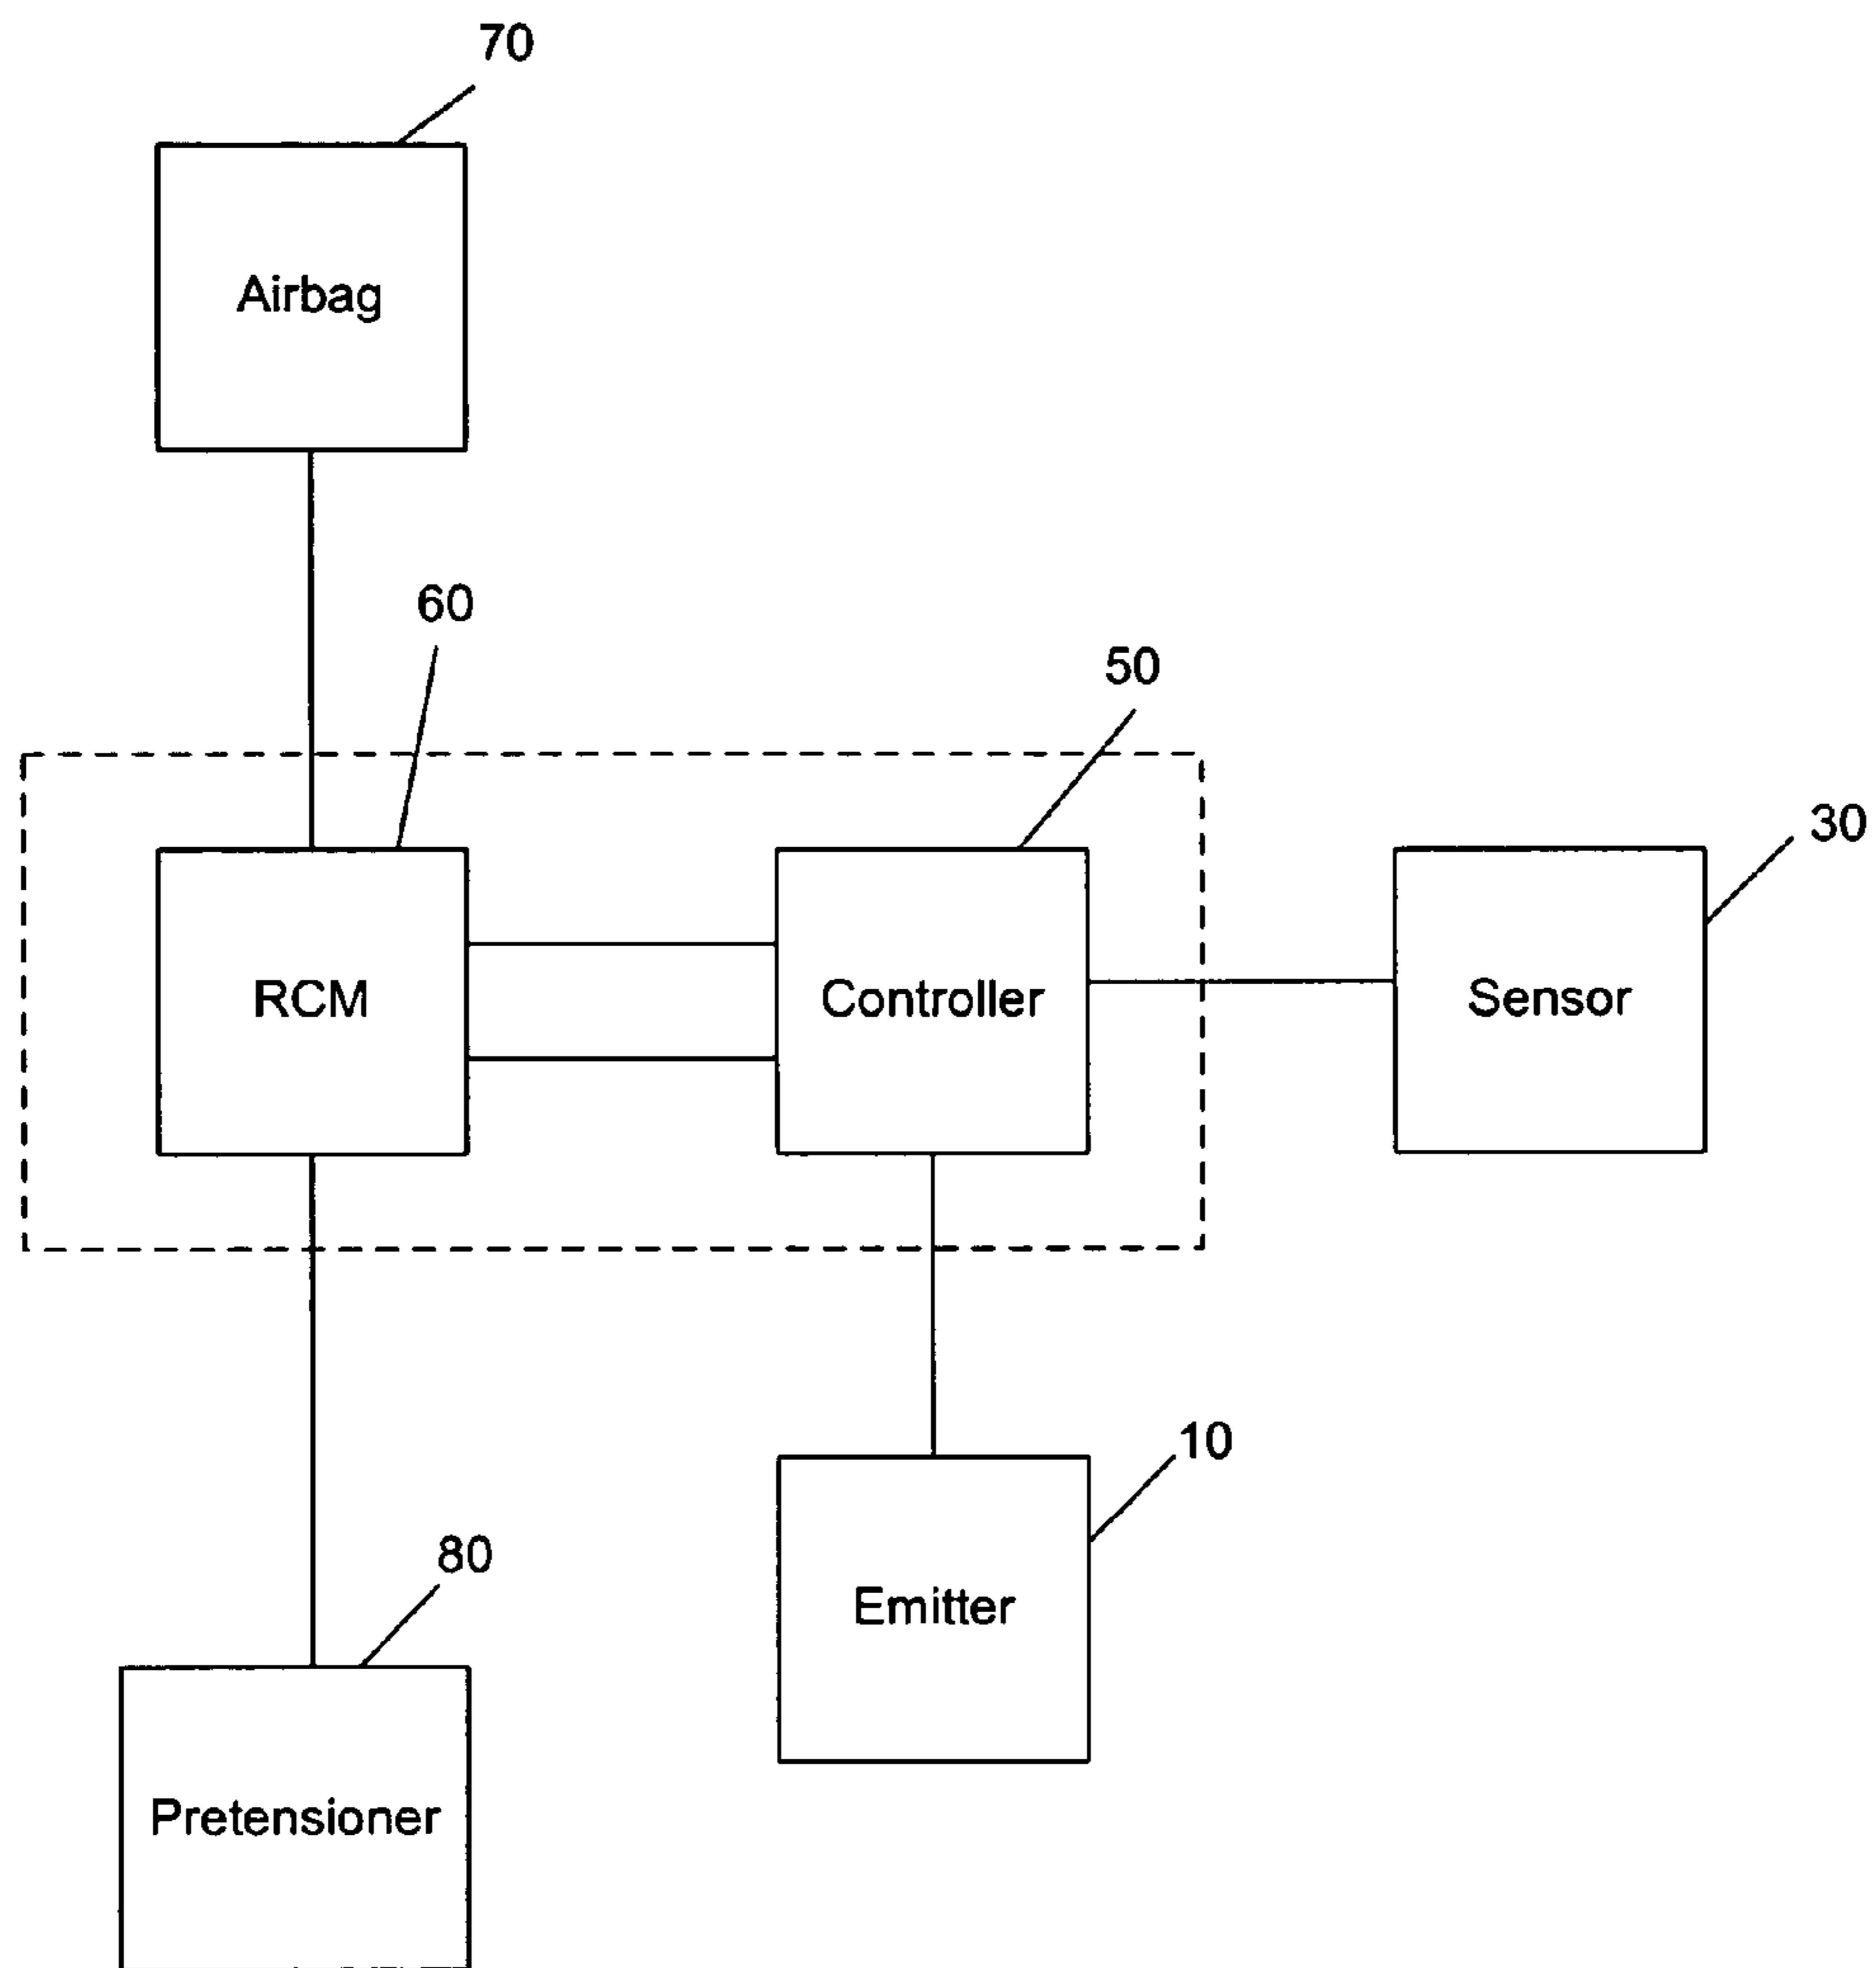 70
Airbag
60
50
30
RCM
Controller
Sensor
10
80
Emitter
Pretensioner